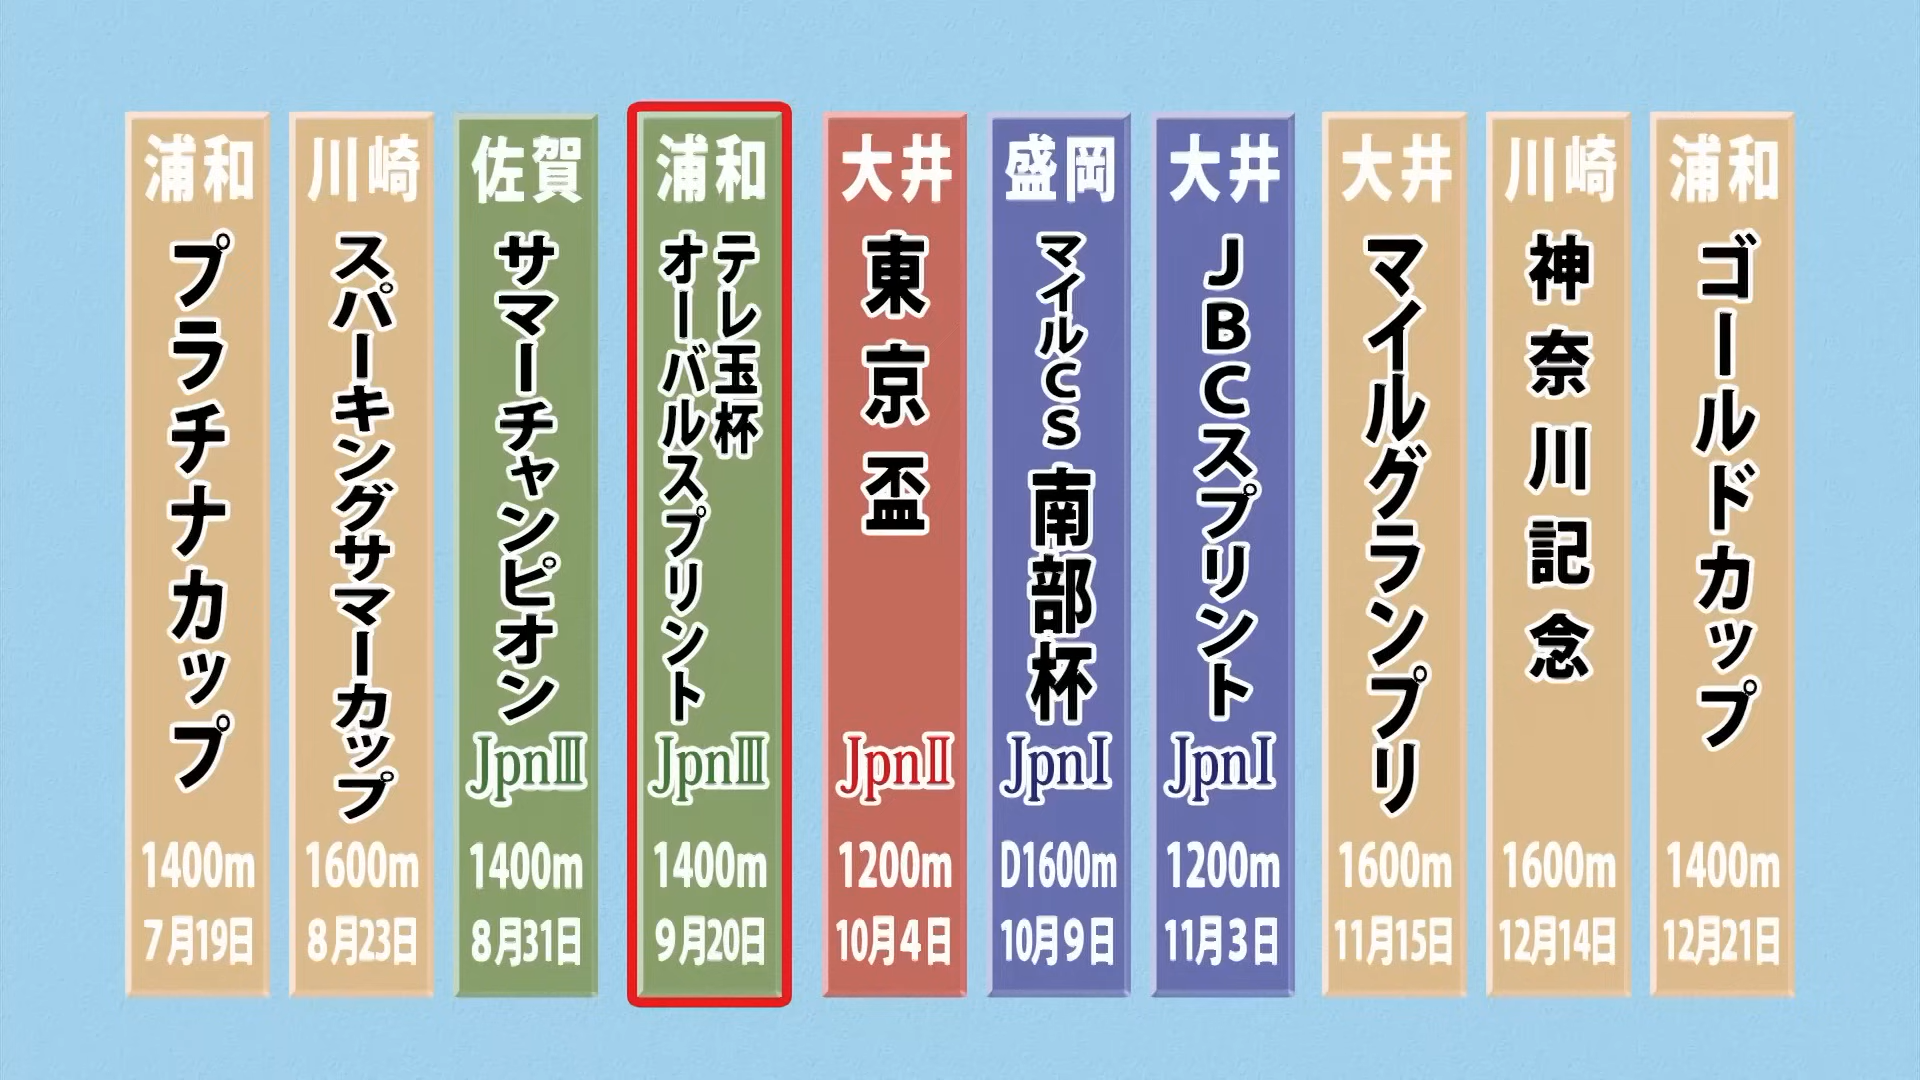 浦和
プラチナカップ
1400m
7月19日
川崎
スパーキングサマーカップ
1600m
8月23日
佐賀
サマーチャンピオン
JpnⅢ
1400m
8月31日
浦和
テレ玉杯
オーバルスプリント
JpnⅢ
1400m
9月20日
大井
東京盃
JpnⅡ
1200m
10月4日
盛岡
マイルCS南部杯
JpnⅠ
D1600m
10月9日
大井
JBCスプリント
JpnⅠ
1200m
11月3日
大井
マイルグランプリ
1600m
11月15日
川崎
神奈川記念
1600m
12月14日
浦和
ゴールドカップ
1400m
12月21日